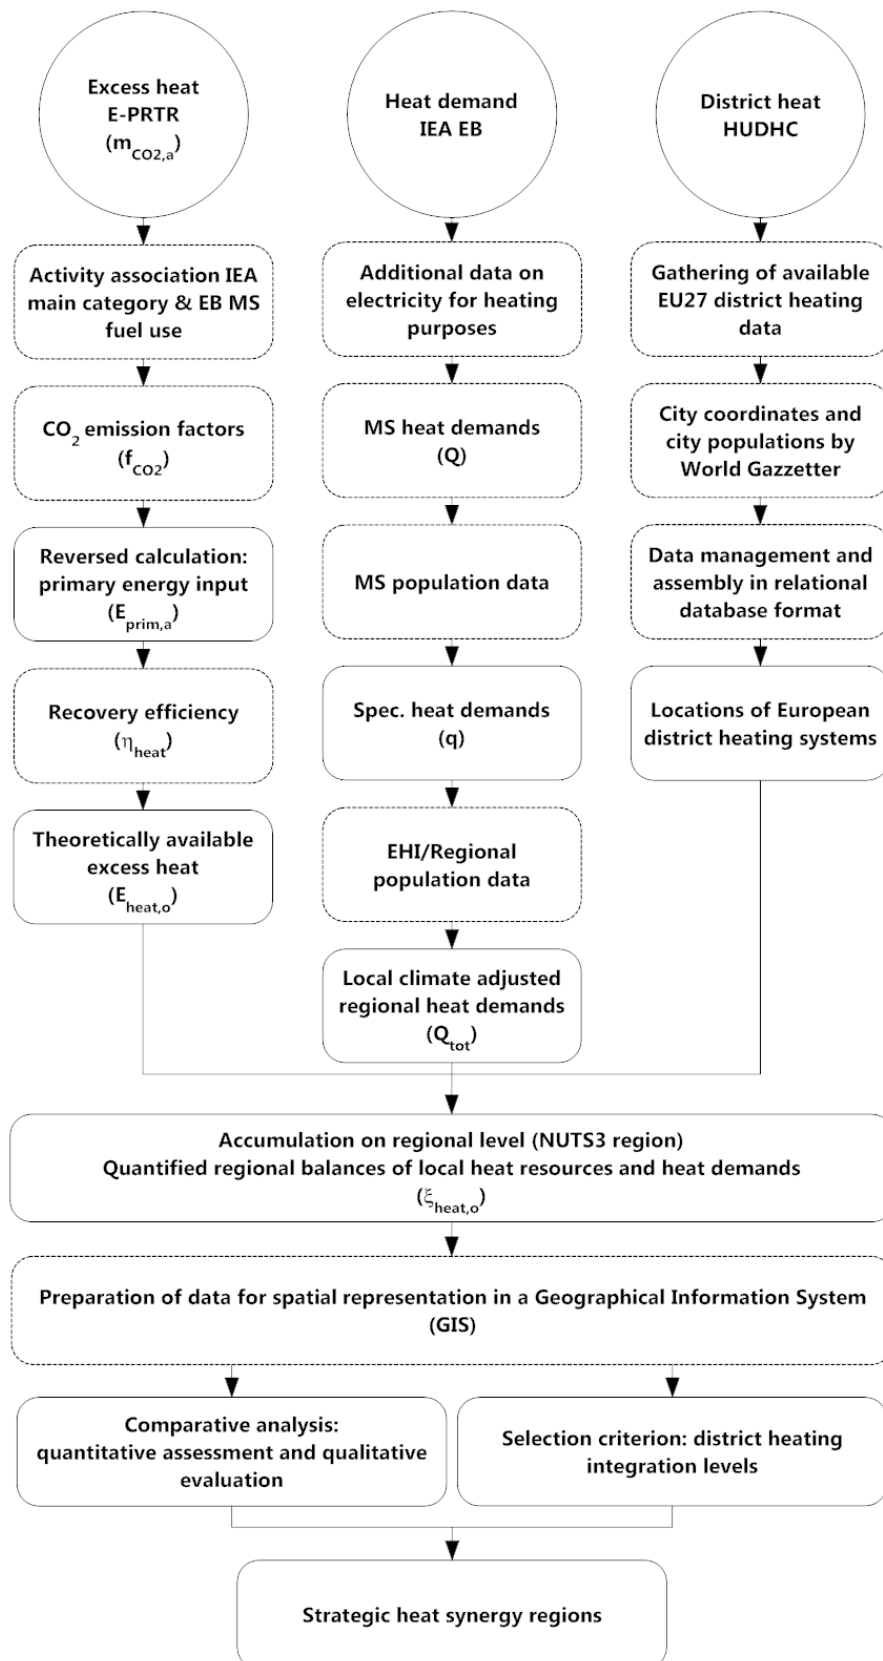 Excess heat
E-PRTR
(mCO2,a)
Heat demand
IEA EB
District heat
HUDHC
Activity association IEA
main category & EB MS
fuel use
Additional data on
electricity for heating
purposes
Gathering of available
EU27 district heating
data
CO2 emission factors
(fCO2)
MS heat demands
(Q)
City coordinates and
city populations by
World Gazzetter
Reversed calculation:
primary energy input
(Eprim,a)
MS population data
Data management and
assembly in relational
database format
Recovery efficiency
(ηheat)
Spec. heat demands
(q)
Locations of European
district heating systems
Theoretically available
excess heat
(Eheat,o)
EHI/Regional
population data
Local climate adjusted
regional heat demands
(Qtot)
Accumulation on regional level (NUTS3 region)
Quantified regional balances of local heat resources and heat demands
(ξheat,o)
Preparation of data for spatial representation in a Geographical Information System
(GIS)
Comparative analysis:
quantitative assessment and qualitative
evaluation
Selection criterion: district heating
integration levels
Strategic heat synergy regions